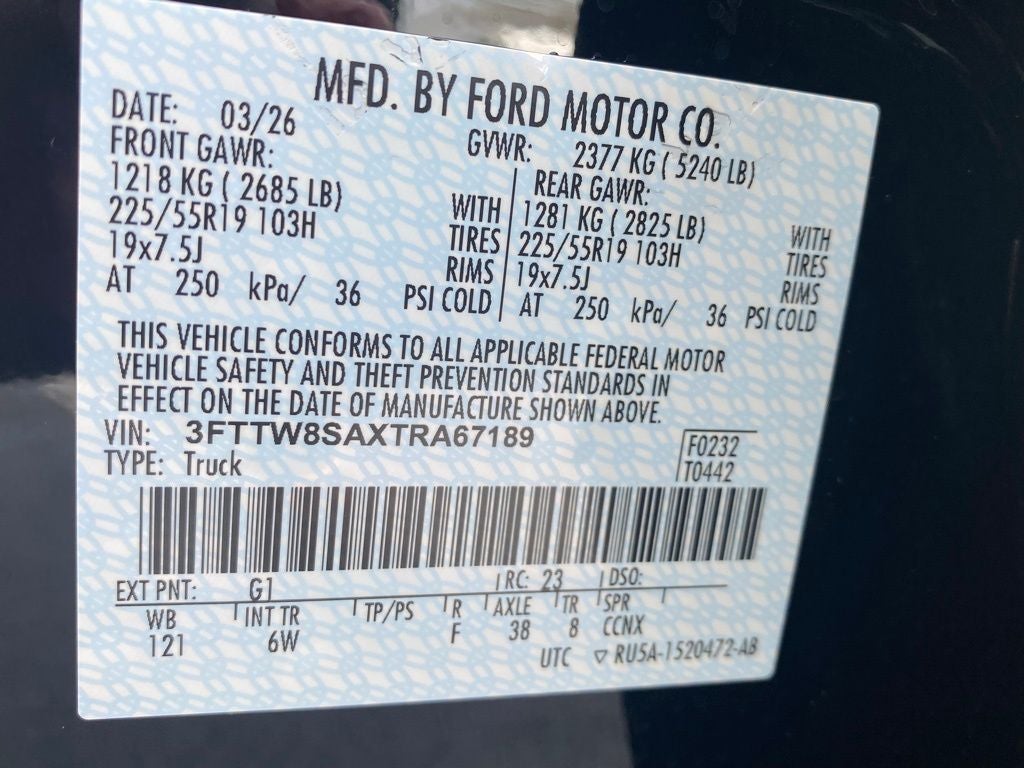 MFD. BY FORD MOTOR CO.
DATE: 03/26 GVWR: 2377 KG ( 5240 LB)
FRONT GAWR: REAR GAWR:
1218 KG ( 2685 LB) WITH 1281 KG ( 2825 LB) WITH
225/55R19 103H TIRES 225/55R19 103H TIRES
19x7.5J RIMS 19x7.5J RIMS
AT 250 kPa/ 36 PSI COLD AT 250 kPa/ 36 PSI COLD
THIS VEHICLE CONFORMS TO ALL APPLICABLE FEDERAL MOTOR
VEHICLE SAFETY AND THEFT PREVENTION STANDARDS IN
EFFECT ON THE DATE OF MANUFACTURE SHOWN ABOVE.
VIN: 3FTTW8SAXTRA67189 F0232
TYPE: Truck T0442
EXT PNT: G1 RC: 23 DSO:
WB INT TR TP/PS R AXLE TR SPR
121 6W F 38 8 CCNX
UTC ▽ RU5A-1520472-AB